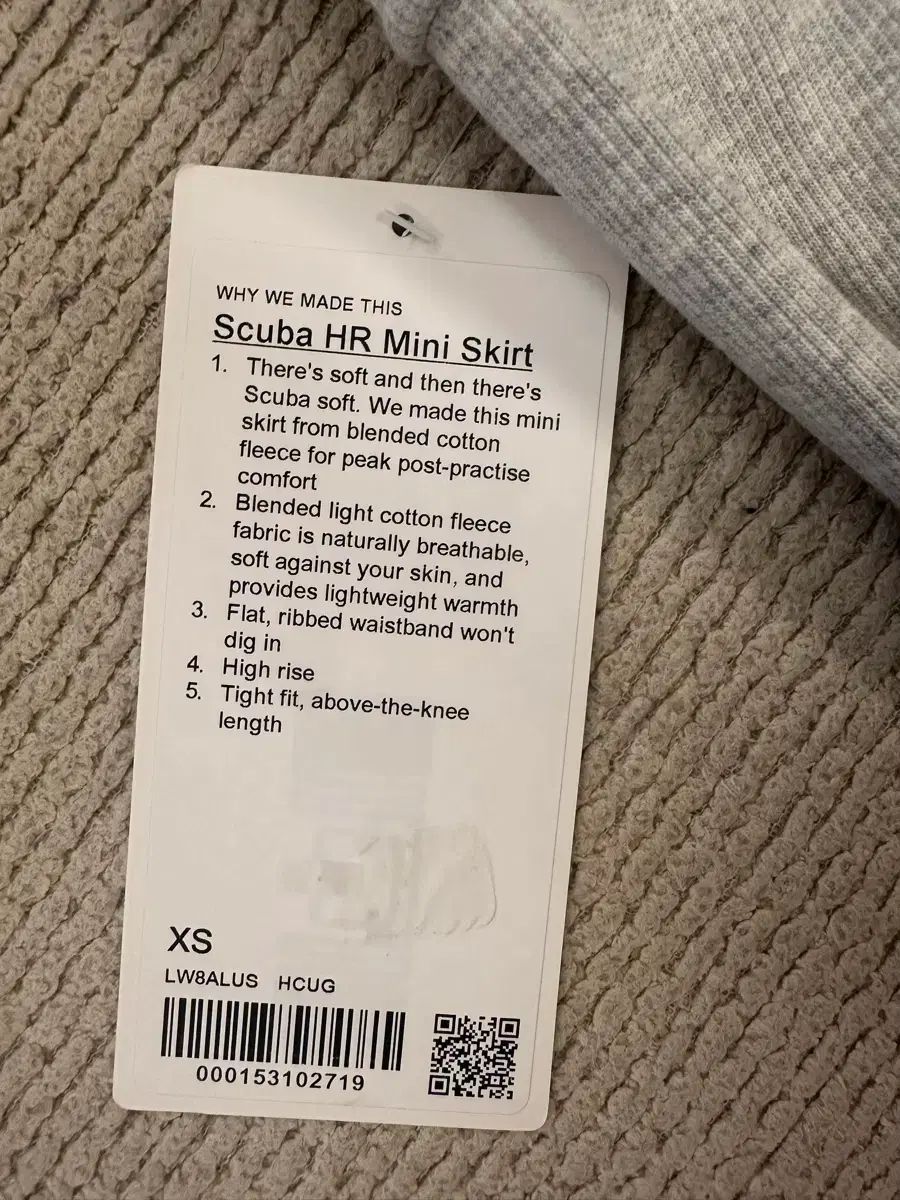 WHY WE MADE THIS
Scuba HR Mini Skirt
1. There's soft and then there's
Scuba soft. We made this mini
skirt from blended cotton
fleece for peak post-practise
comfort
2. Blended light cotton fleece
fabric is naturally breathable,
soft against your skin, and
provides lightweight warmth
3. Flat, ribbed waistband won't
dig in
4. High rise
5. Tight fit, above-the-knee
length
XS
LW8ALUS HCUG
000153102719